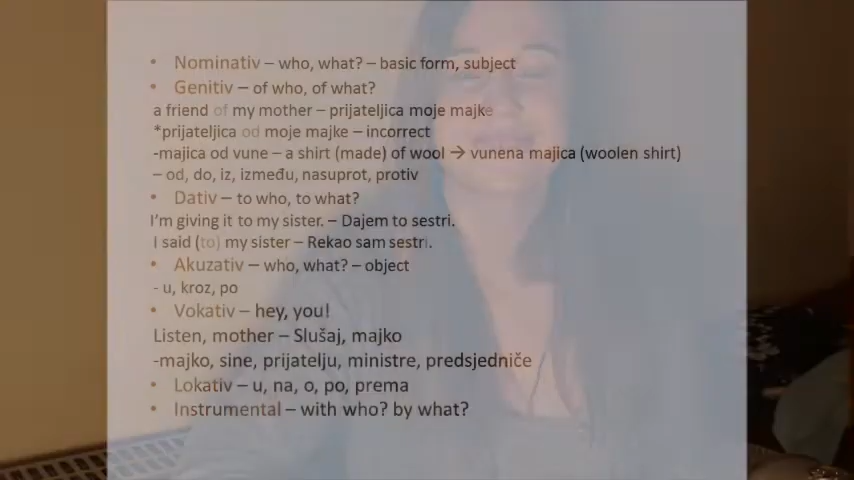 • Nominativ – who, what? – basic form, subject
• Genitiv – of who, of what?
a friend of my mother – prijateljica moje majke
*prijateljica od moje majke – incorrect
-majica od vune – a shirt (made) of wool → vunena majica (woolen shirt)
– od, do, iz, između, nasuprot, protiv
• Dativ – to who, to what?
I'm giving it to my sister. – Dajem to sestri.
I said (to) my sister – Rekao sam sestri.
• Akuzativ – who, what? – object
- u, kroz, po
• Vokativ – hey, you!
Listen, mother – Slušaj, majko
-majko, sine, prijatelju, ministre, predsjedniče
• Lokativ – u, na, o, po, prema
• Instrumental – with who? by what?